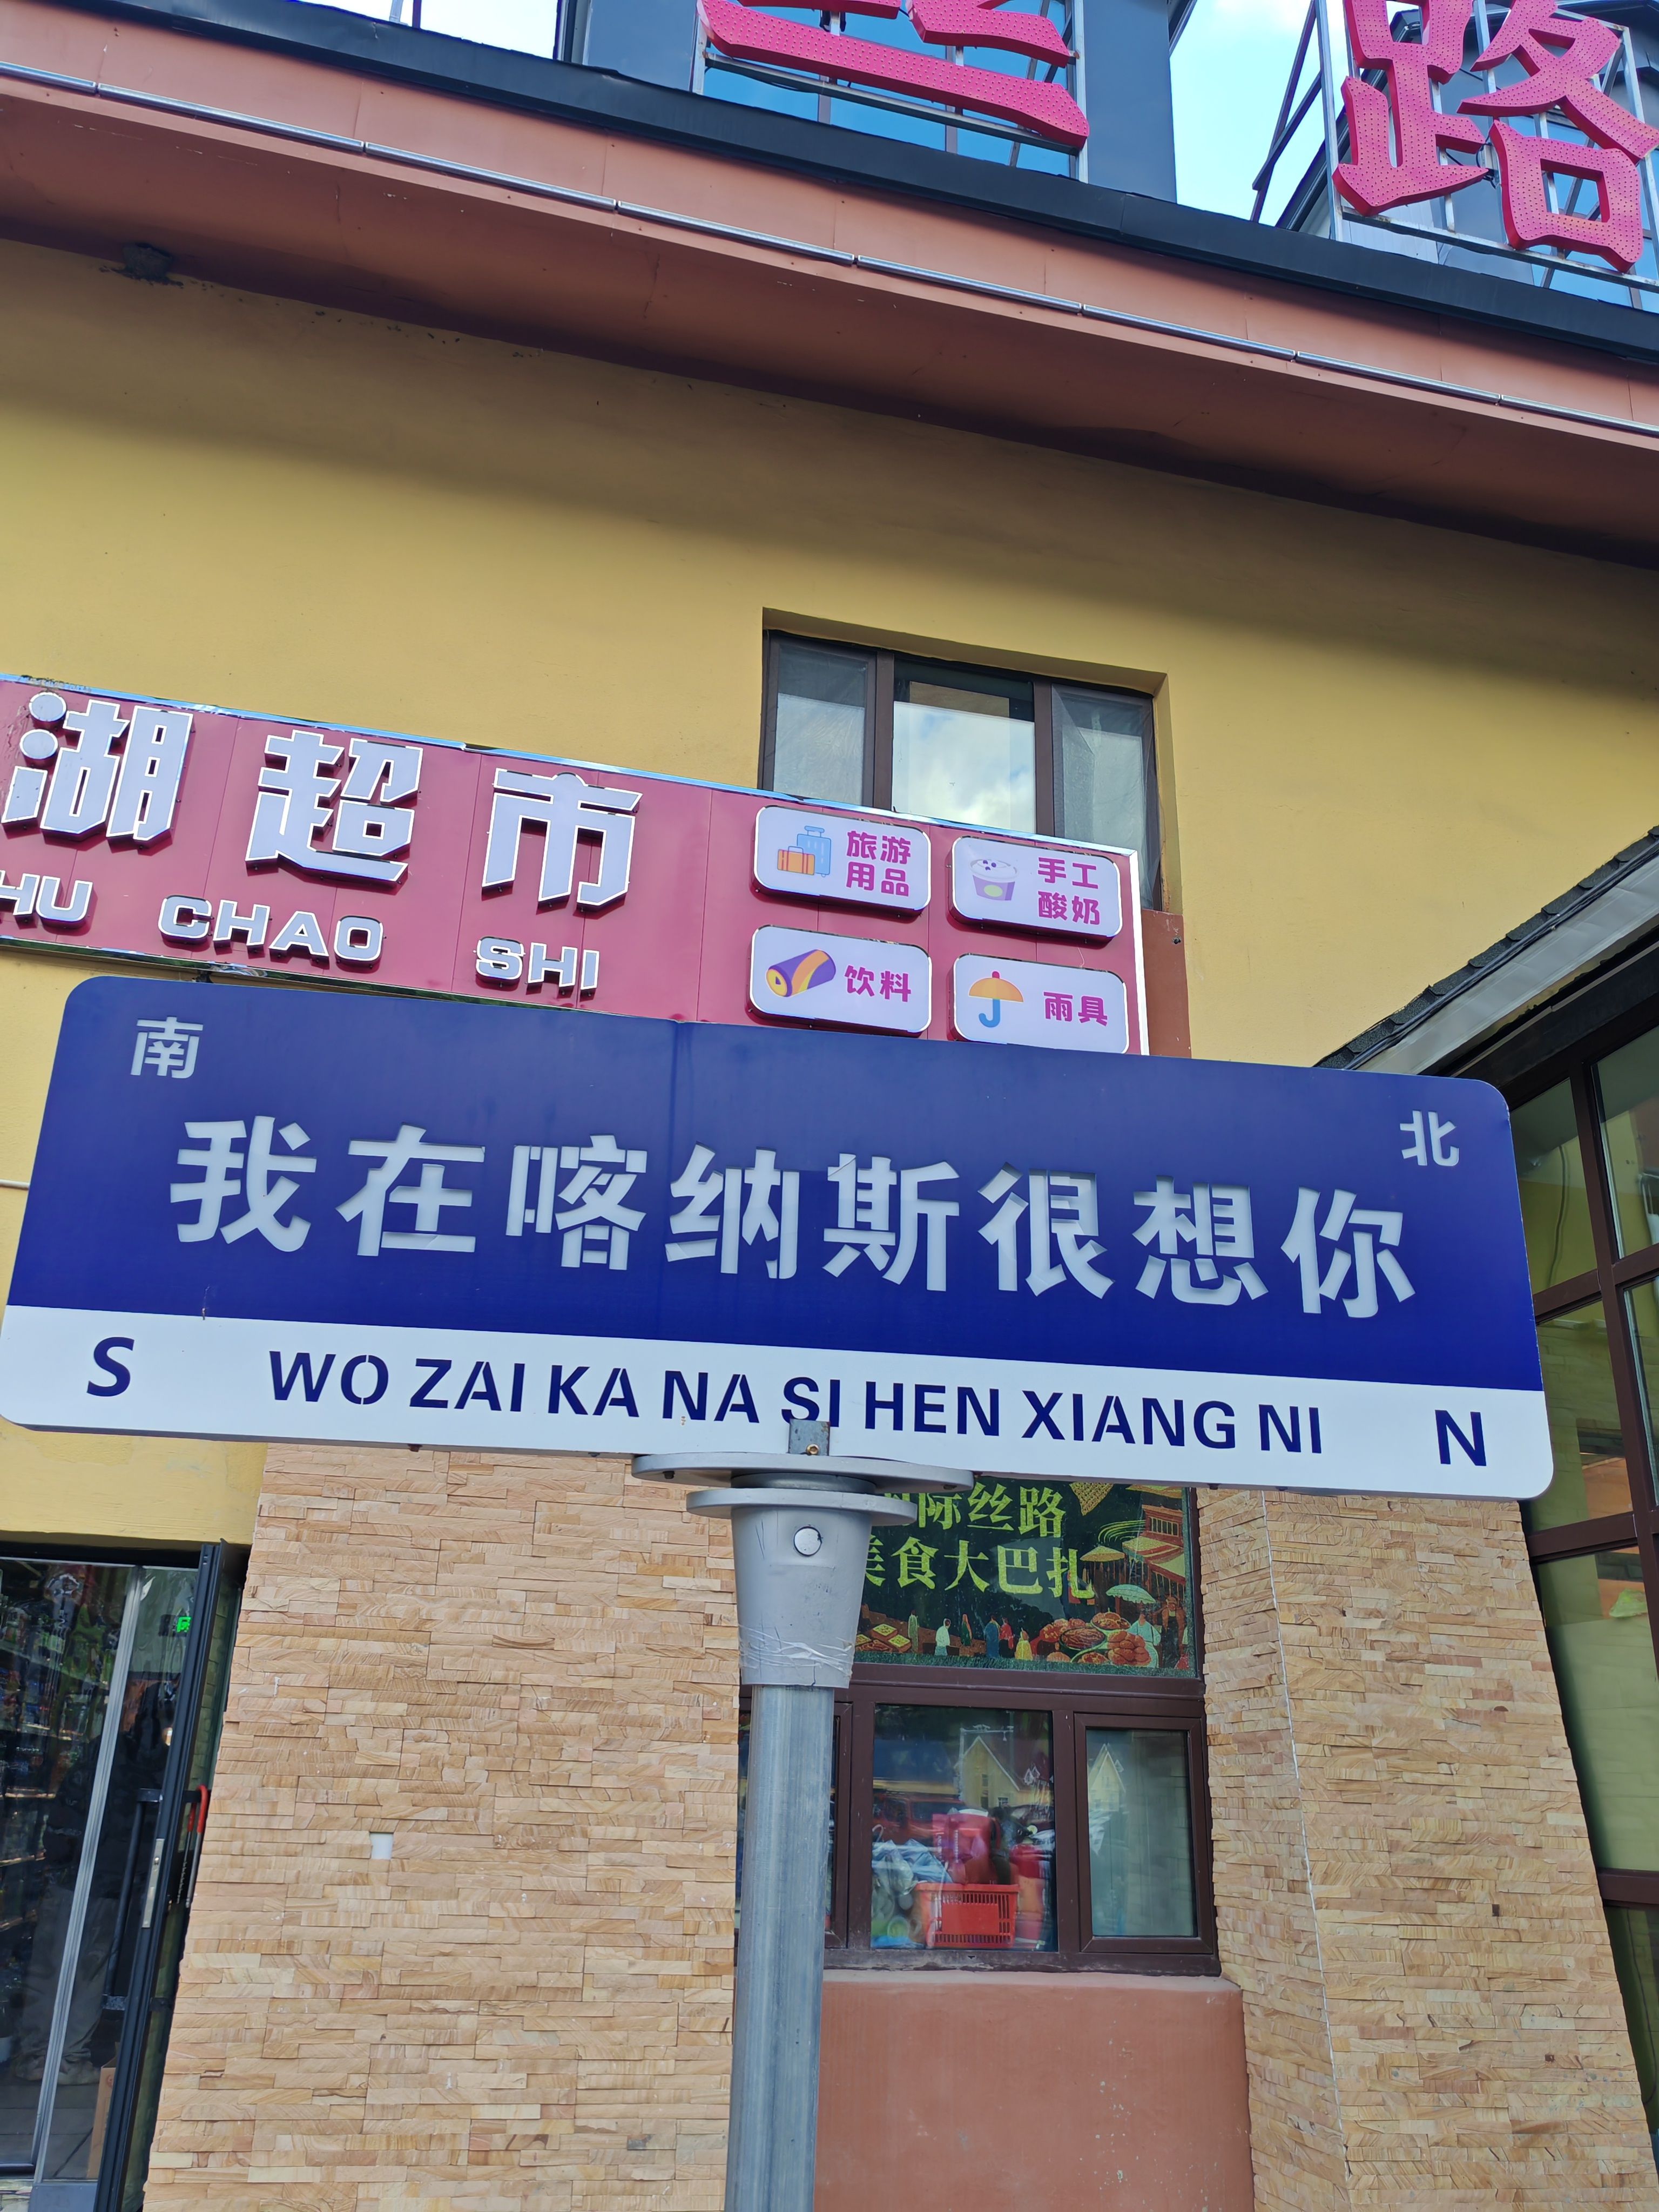 丝路
湖超市
HU CHAO SHI
旅游
用品
手工
酸奶
饮料
雨具
南
北
我在喀纳斯很想你
S WO ZAI KA NA SI HEN XIANG NI N
际丝路
美食大巴扎